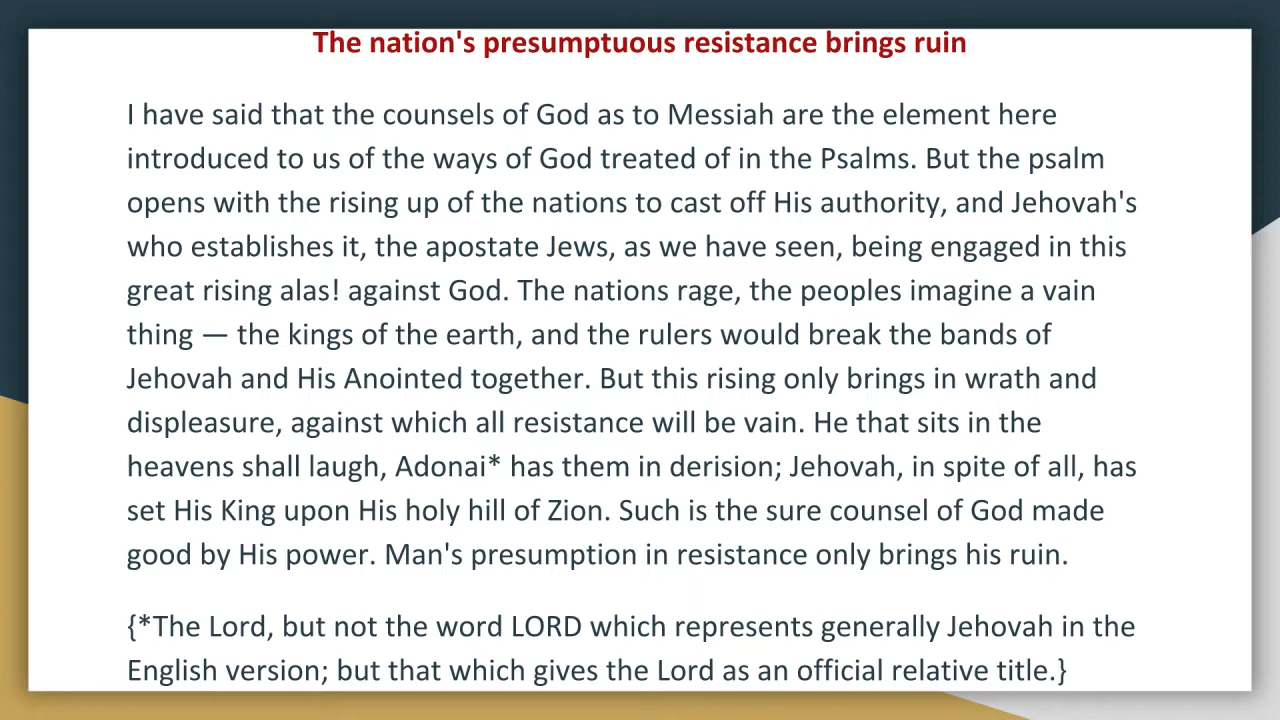 The nation's presumptuous resistance brings ruin
I have said that the counsels of God as to Messiah are the element here
introduced to us of the ways of God treated of in the Psalms. But the psalm
opens with the rising up of the nations to cast off His authority, and Jehovah's
who establishes it, the apostate Jews, as we have seen, being engaged in this
great rising alas! against God. The nations rage, the peoples imagine a vain
thing — the kings of the earth, and the rulers would break the bands of
Jehovah and His Anointed together. But this rising only brings in wrath and
displeasure, against which all resistance will be vain. He that sits in the
heavens shall laugh, Adonai* has them in derision; Jehovah, in spite of all, has
set His King upon His holy hill of Zion. Such is the sure counsel of God made
good by His power. Man's presumption in resistance only brings his ruin.
{*The Lord, but not the word LORD which represents generally Jehovah in the
English version; but that which gives the Lord as an official relative title.}